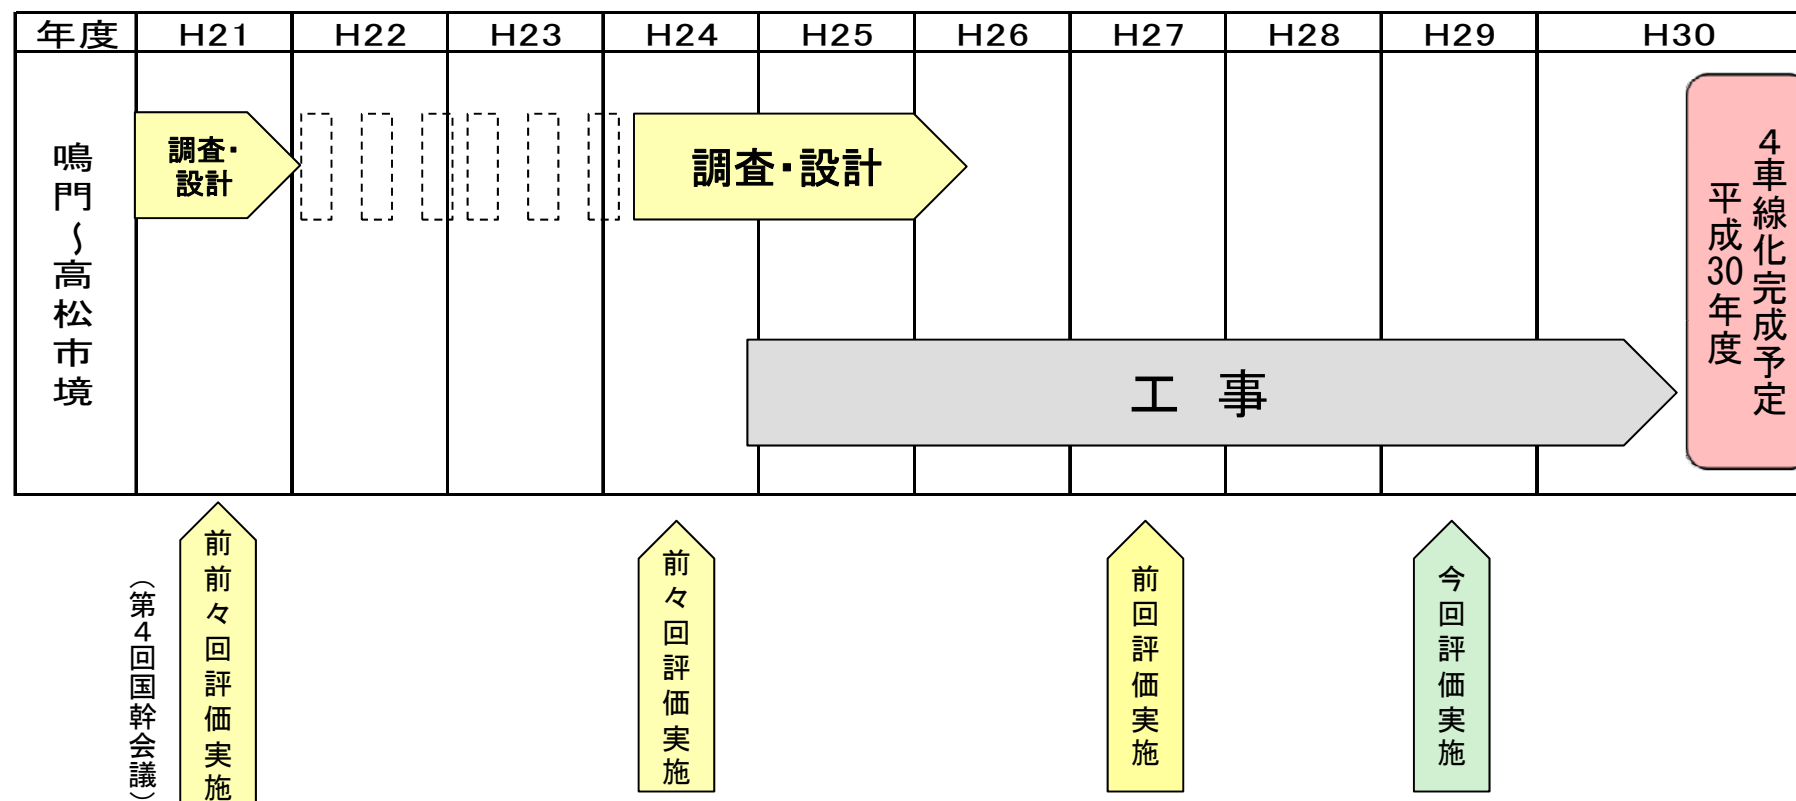 年度 H21 H22 H23 H24 H25 H26 H27 H28 H29 H30
鳴門～高松市境
調査・
設計
調査・設計
工 事
４車線化完成予定
平成30年度
（第４回国幹会議）
前前々回評価実施
前々回評価実施
前回評価実施
今回評価実施